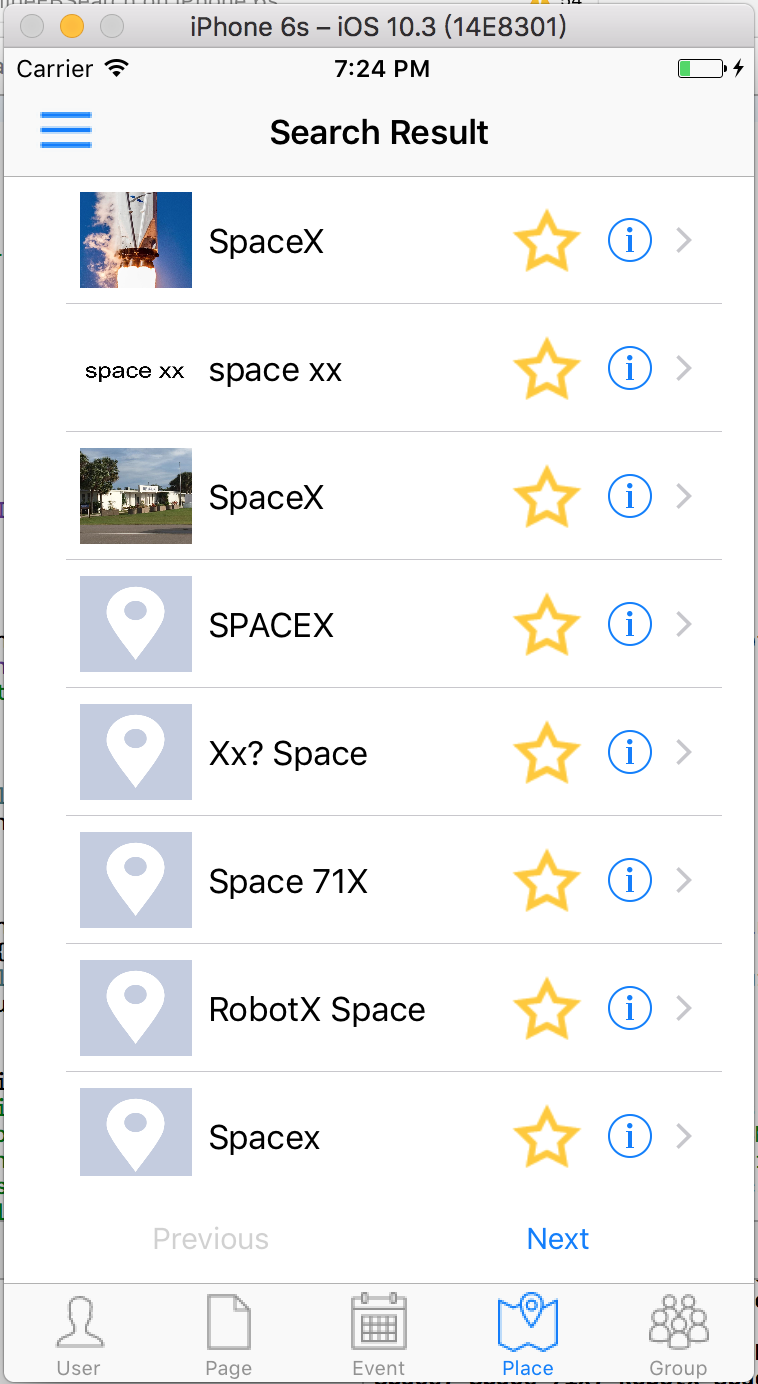 iPhone 6s – iOS 10.3 (14E8301)
Carrier 7:24 PM
Search Result
SpaceX
space xx space xx
SpaceX
SPACEX
Xx? Space
Space 71X
RobotX Space
Spacex
Previous Next
User Page Event Place Group